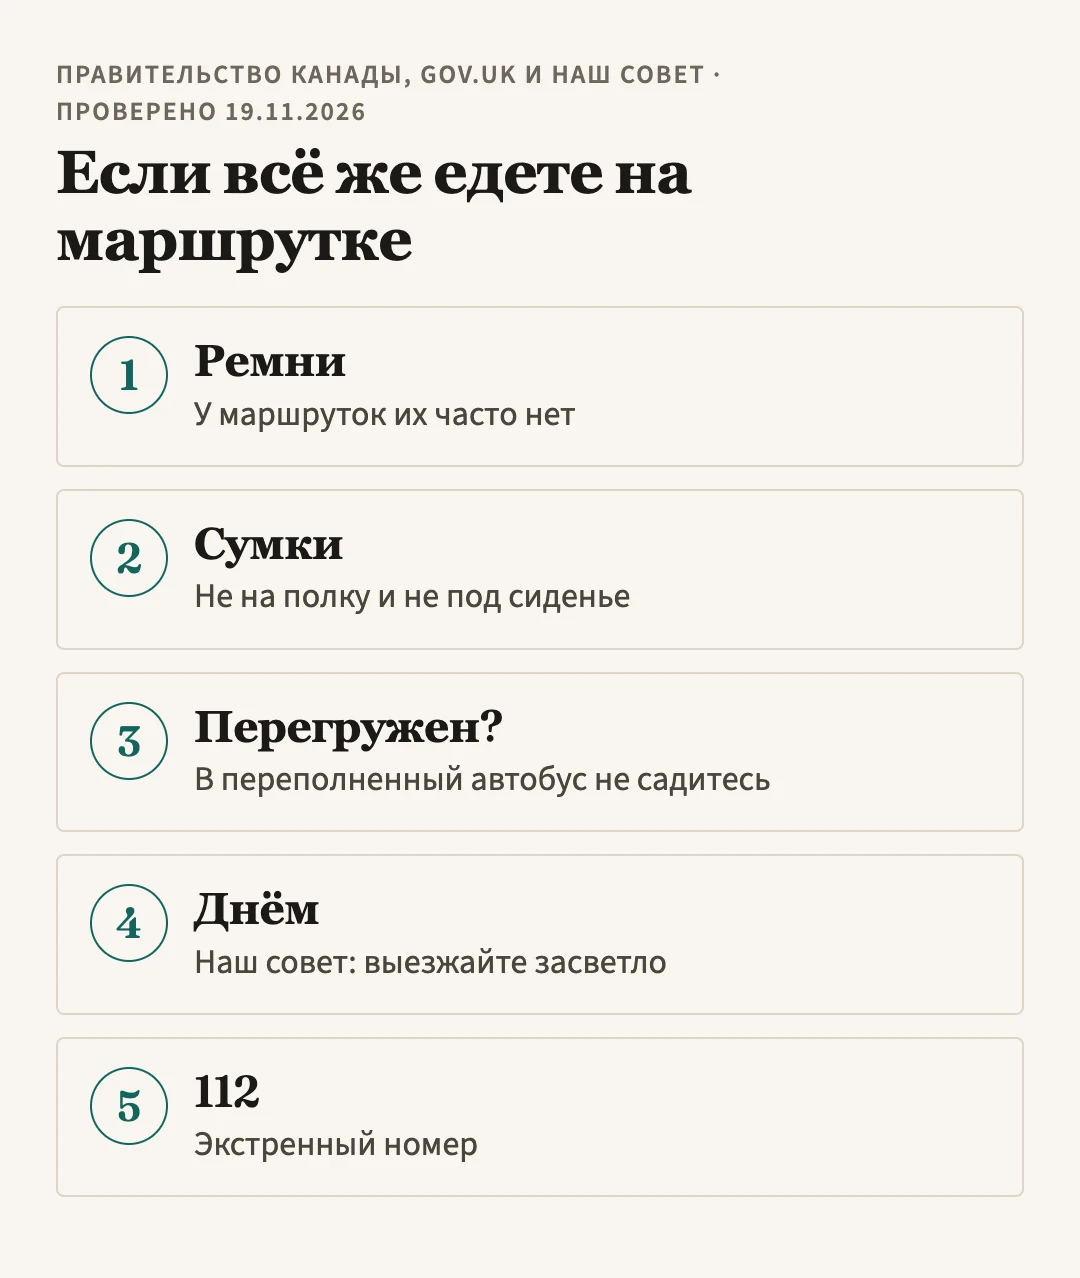 ПРАВИТЕЛЬСТВО КАНАДЫ, GOV.UK И НАШ СОВЕТ ·
ПРОВЕРЕНО 19.11.2026
Если всё же едете на
маршрутке
1
Ремни
У маршруток их часто нет
2
Сумки
Не на полку и не под сиденье
3
Перегружен?
В переполненный автобус не садитесь
4
Днём
Наш совет: выезжайте засветло
5
112
Экстренный номер